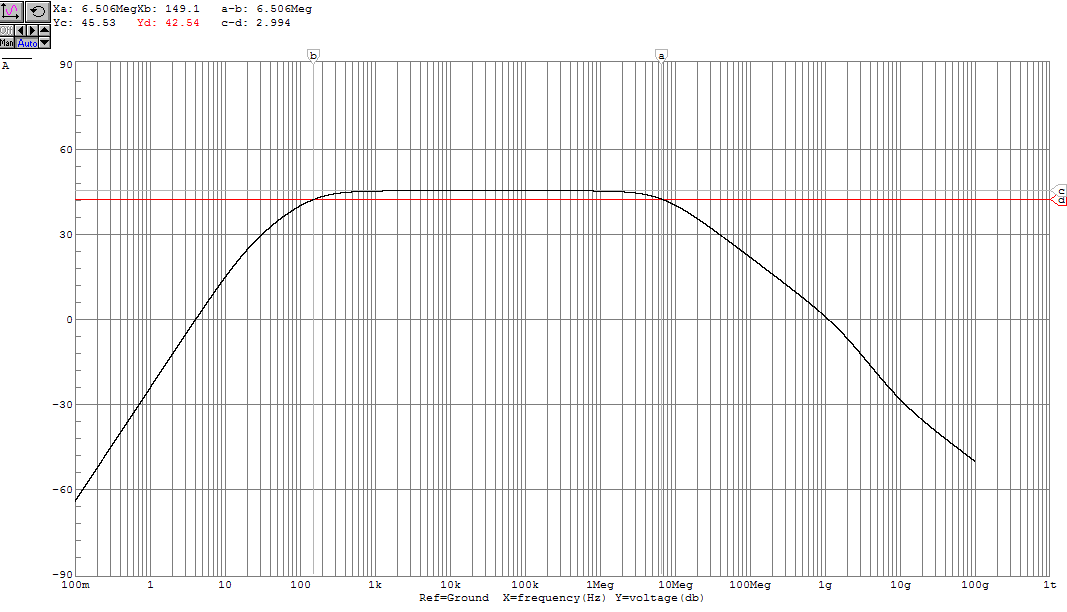 Xa: 6.506MegXb: 149.1 a-b: 6.506Meg
Yc: 45.53 Yd: 42.54 c-d: 2.994
Off
Man Auto
A
b a
90
60
30
0
-30
-60
-90
c
d
100m 1 10 100 1k 10k 100k 1Meg 10Meg 100Meg 1g 10g 100g 1t
Ref=Ground X=frequency(Hz) Y=voltage(db)